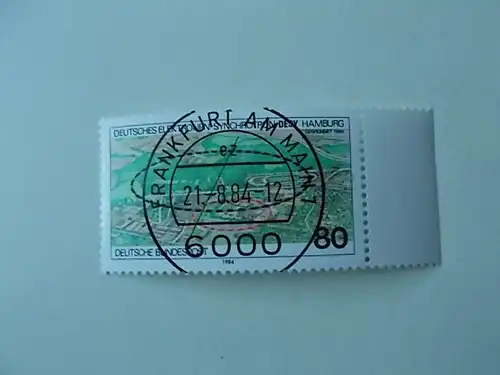 DEUTSCHES ELEKTRONEN-SYNCHROTRON DESY HAMBURG
GEGRÜNDET 1959
FRANKFURT AM MAIN 1
ez
21.-8.84-12
6000
80
DEUTSCHE BUNDESPOST
1984